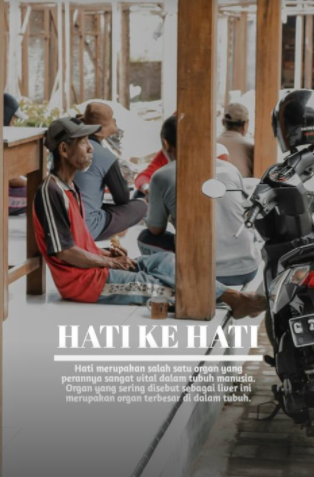 HATI KE HATI
Hati merupakan salah satu organ yang
perannya sangat vital dalam tubuh manusia.
Organ yang sering disebut sebagai liver ini
merupakan organ terbesar di dalam tubuh.